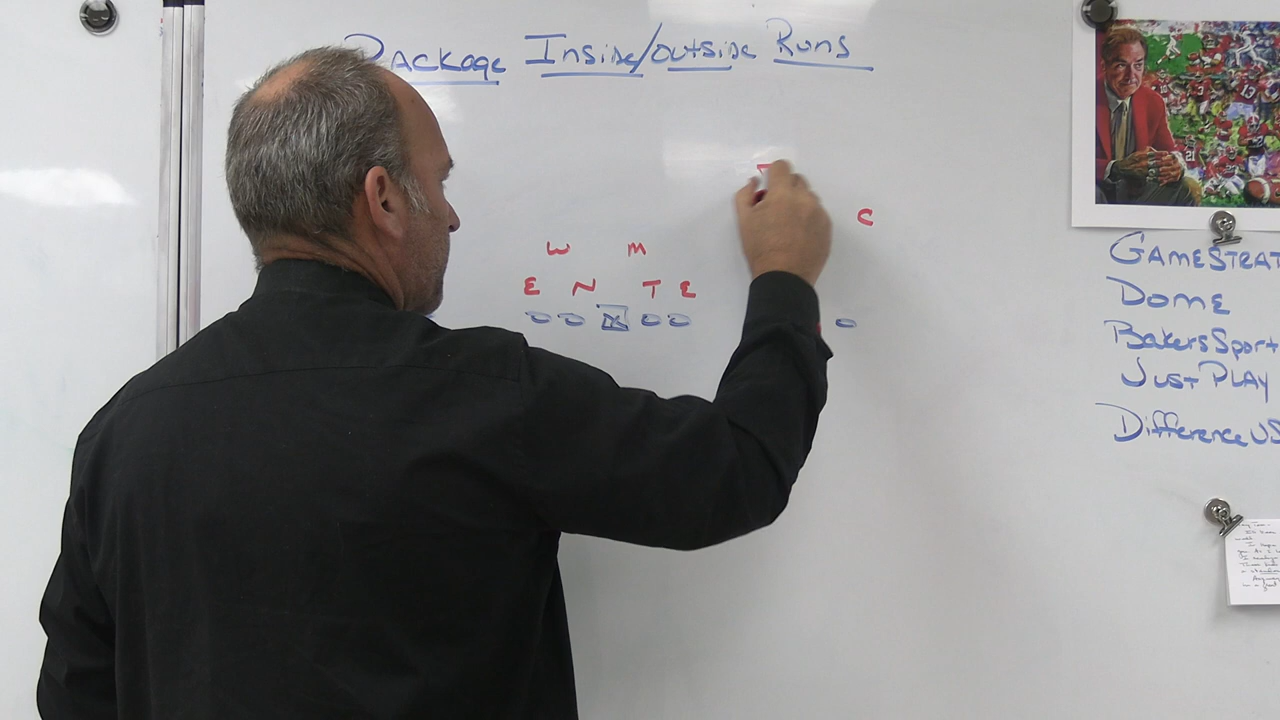 Package Inside/Outside Runs
C
W M
E N T E
GameStrat
Dome
BakersSport
Just Play
DifferenceUS